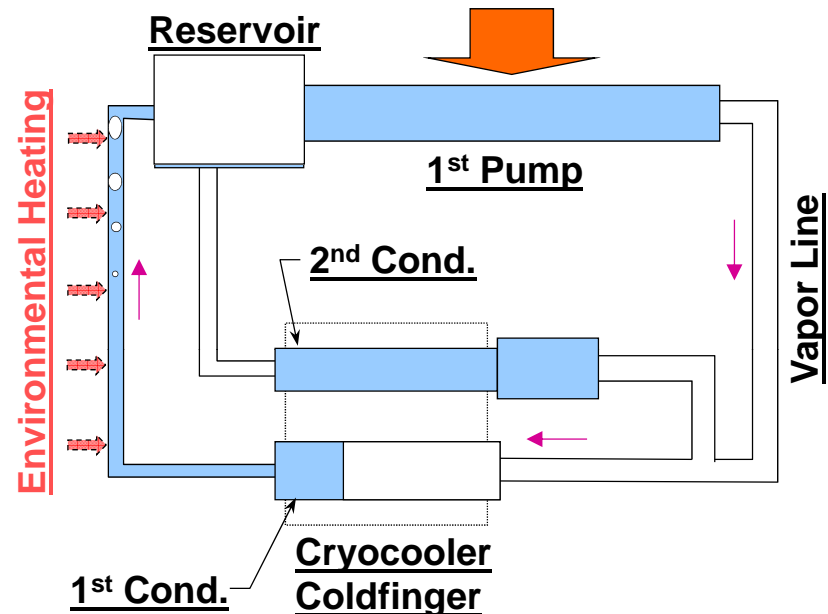 Reservoir
1st Pump
Environmental Heating
2nd Cond.
Vapor Line
Cryocooler
Coldfinger
1st Cond.